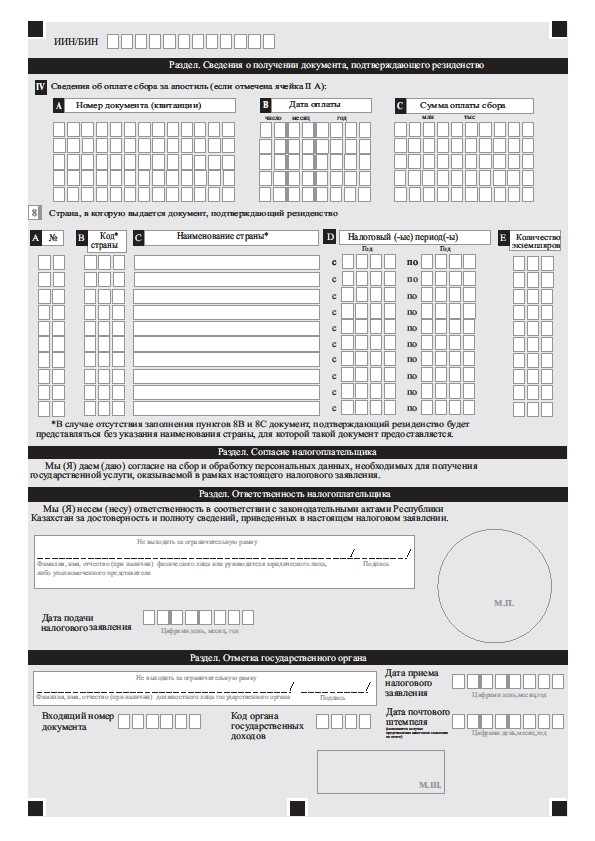 ИИН/БИН
Раздел. Сведения о получении документа, подтверждающего резидентство
IV Сведения об оплате сбора за апостиль (если отмечена ячейка II А):
A Номер документа (квитанции) B Дата оплаты C Сумма оплаты сбора
число месяц год млн тыс
8 Страна, в которую выдается документ, подтверждающий резидентство
A № B Код* страны C Наименование страны* D Налоговый (-ые) период(-ы) E Количество экземпляров
Год Год
с по
с по
с по
с по
с по
с по
с по
с по
с по
с по
*В случае отсутствия заполнения пунктов 8В и 8С документ, подтверждающий резидентство будет
представляться без указания наименования страны, для которой такой документ предоставляется.
Раздел. Согласие налогоплательщика
Мы (Я) даем (даю) согласие на сбор и обработку персональных данных, необходимых для получения
государственной услуги, оказываемой в рамках настоящего налогового заявления.
Раздел. Ответственность налогоплательщика
Мы (Я) несем (несу) ответственность в соответствии с законодательными актами Республики
Казахстан за достоверность и полноту сведений, приведенных в настоящем налоговом заявлении.
Не выходить за ограничительную рамку
Фамилия, имя, отчество (при наличии) физического лица или руководителя юридического лица, Подпись
либо уполномоченного представителя
М.П.
Дата подачи
налогового заявления
Цифрами день, месяц, год
Раздел. Отметка государственного органа
Не выходить за ограничительную рамку
Фамилия, имя, отчество (при наличии) должностного лица государственного органа Подпись
Дата приема
налогового
заявления
Цифрами день,месяц,год
Входящий номер
документа
Код органа
государственных
доходов
Дата почтового
штемпеля
Цифрами день,месяц,год
М.Ш.